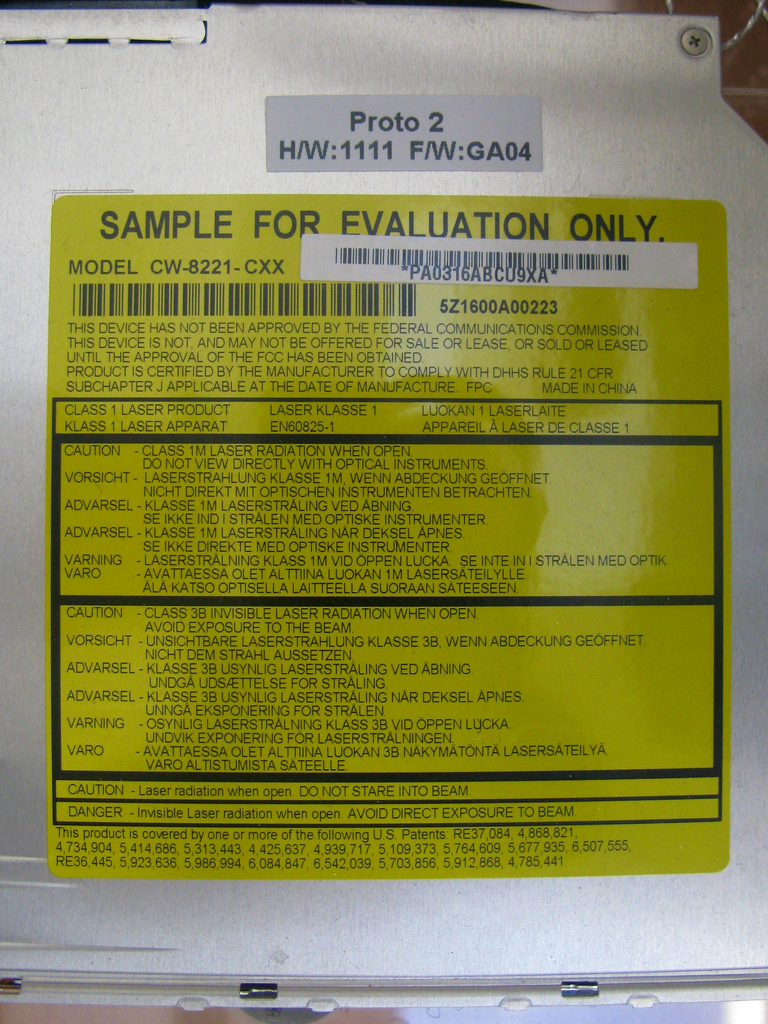 Proto 2
H/W:1111 F/W:GA04
SAMPLE FOR EVALUATION ONLY.
*PA0316ABCU9XA*
MODEL CW-8221-CXX
5Z1600A00223
THIS DEVICE HAS NOT BEEN APPROVED BY THE FEDERAL COMMUNICATIONS COMMISSION.
THIS DEVICE IS NOT, AND MAY NOT BE OFFERED FOR SALE OR LEASE, OR SOLD OR LEASED
UNTIL THE APPROVAL OF THE FCC HAS BEEN OBTAINED.
PRODUCT IS CERTIFIED BY THE MANUFACTURER TO COMPLY WITH DHHS RULE 21 CFR
SUBCHAPTER J APPLICABLE AT THE DATE OF MANUFACTURE. FPC MADE IN CHINA
CLASS 1 LASER PRODUCT LASER KLASSE 1 LUOKAN 1 LASERLAITE
KLASS 1 LASER APPARAT EN60825-1 APPAREIL À LASER DE CLASSE 1
CAUTION - CLASS 1M LASER RADIATION WHEN OPEN.
DO NOT VIEW DIRECTLY WITH OPTICAL INSTRUMENTS.
VORSICHT - LASERSTRAHLUNG KLASSE 1M, WENN ABDECKUNG GEÖFFNET.
NICHT DIREKT MIT OPTISCHEN INSTRUMENTEN BETRACHTEN.
ADVARSEL - KLASSE 1M LASERSTRÅLING VED ÅBNING.
SE IKKE IND I STRÅLEN MED OPTISKE INSTRUMENTER.
ADVARSEL - KLASSE 1M LASERSTRÅLING NÅR DEKSEL ÅPNES.
SE IKKE DIREKTE MED OPTISKE INSTRUMENTER.
VARNING - LASERSTRÅLNING KLASS 1M VID ÖPPEN LUCKA. SE INTE IN I STRÅLEN MED OPTIK.
VARO - AVATTAESSA OLET ALTTIINA LUOKAN 1M LASERSÄTEILYLLE.
ÄLÄ KATSO OPTISELLA LAITTEELLA SUORAAN SÄTEESEEN.
CAUTION - CLASS 3B INVISIBLE LASER RADIATION WHEN OPEN.
AVOID EXPOSURE TO THE BEAM.
VORSICHT - UNSICHTBARE LASERSTRAHLUNG KLASSE 3B, WENN ABDECKUNG GEÖFFNET.
NICHT DEM STRAHL AUSSETZEN.
ADVARSEL - KLASSE 3B USYNLIG LASERSTRÅLING VED ÅBNING.
UNDGÅ UDSÆTTELSE FOR STRÅLING.
ADVARSEL - KLASSE 3B USYNLIG LASERSTRÅLING NÅR DEKSEL ÅPNES.
UNNGÅ EKSPONERING FOR STRÅLEN.
VARNING - OSYNLIG LASERSTRÅLNING KLASS 3B VID ÖPPEN LUCKA.
UNDVIK EXPONERING FÖR LASERSTRÅLNINGEN.
VARO - AVATTAESSA OLET ALTTIINA LUOKAN 3B NÄKYMÄTÖNTÄ LASERSÄTEILYÄ.
VARO ALTISTUMISTA SÄTEELLE.
CAUTION - Laser radiation when open. DO NOT STARE INTO BEAM.
DANGER - Invisible Laser radiation when open. AVOID DIRECT EXPOSURE TO BEAM.
This product is covered by one or more of the following U.S. Patents: RE37,084, 4,868,821,
4,734,904, 5,414,686, 5,313,443, 4,425,637, 4,939,717, 5,109,373, 5,764,609, 5,677,935, 6,507,555,
RE36,445, 5,923,636, 5,986,994, 6,084,847, 6,542,039, 5,703,856, 5,912,868, 4,785,441